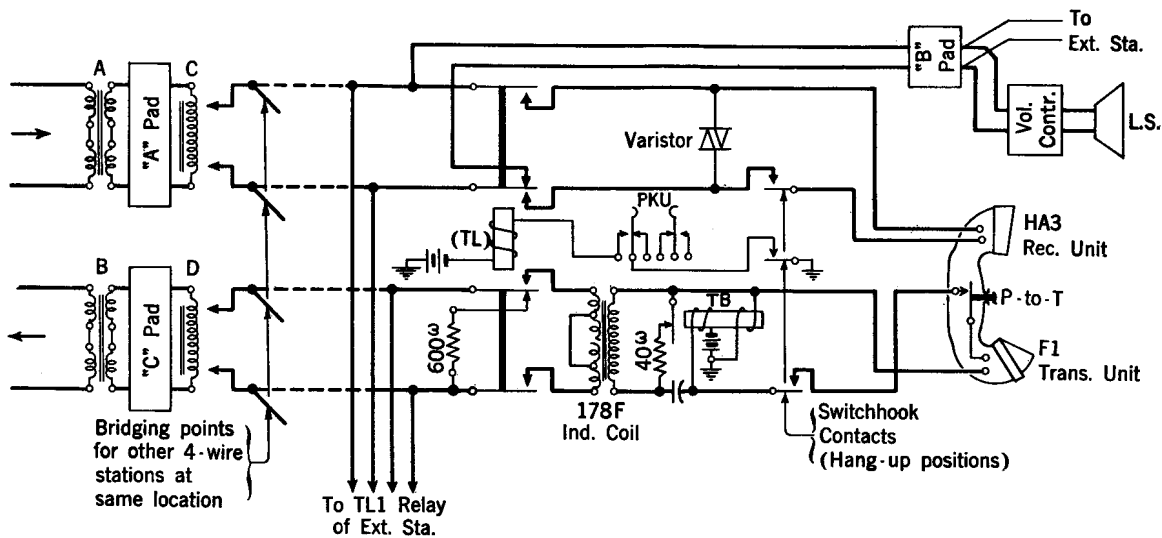 To
Ext. Sta.
"B"
Pad
A
C
"A" Pad
Varistor
Vol.
Contr.
L.S.
(TL)
PKU
HA3
Rec. Unit
B
D
"C" Pad
600ω
TB
40ω
P-to-T
F1
Trans. Unit
178F
Ind. Coil
Switchhook
Contacts
(Hang-up positions)
Bridging points
for other 4-wire
stations at
same location
To TL1 Relay
of Ext. Sta.